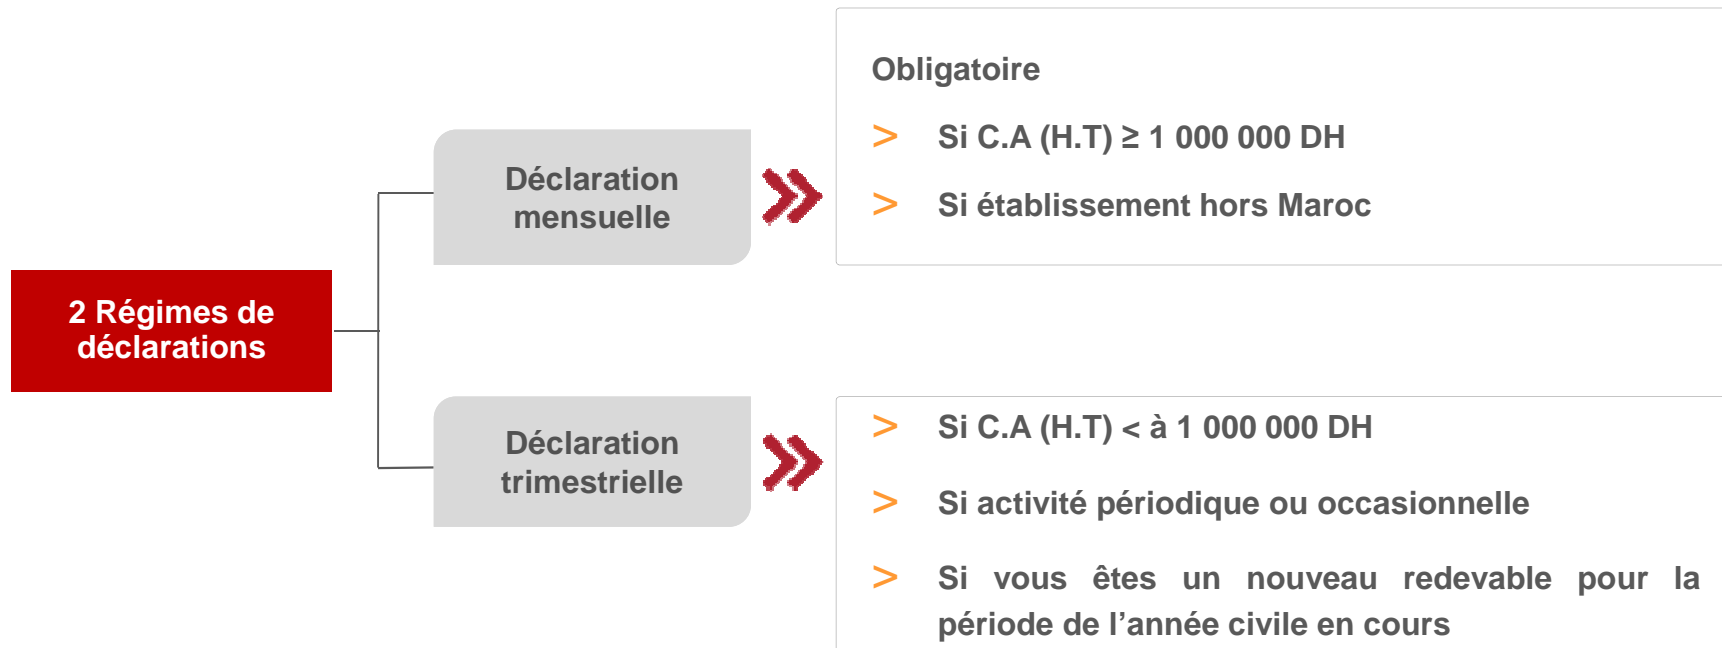 2 Régimes de
déclarations
Déclaration
mensuelle
Obligatoire
> Si C.A (H.T) ≥ 1 000 000 DH
> Si établissement hors Maroc
Déclaration
trimestrielle
> Si C.A (H.T) < à 1 000 000 DH
> Si activité périodique ou occasionnelle
> Si vous êtes un nouveau redevable pour la
période de l’année civile en cours